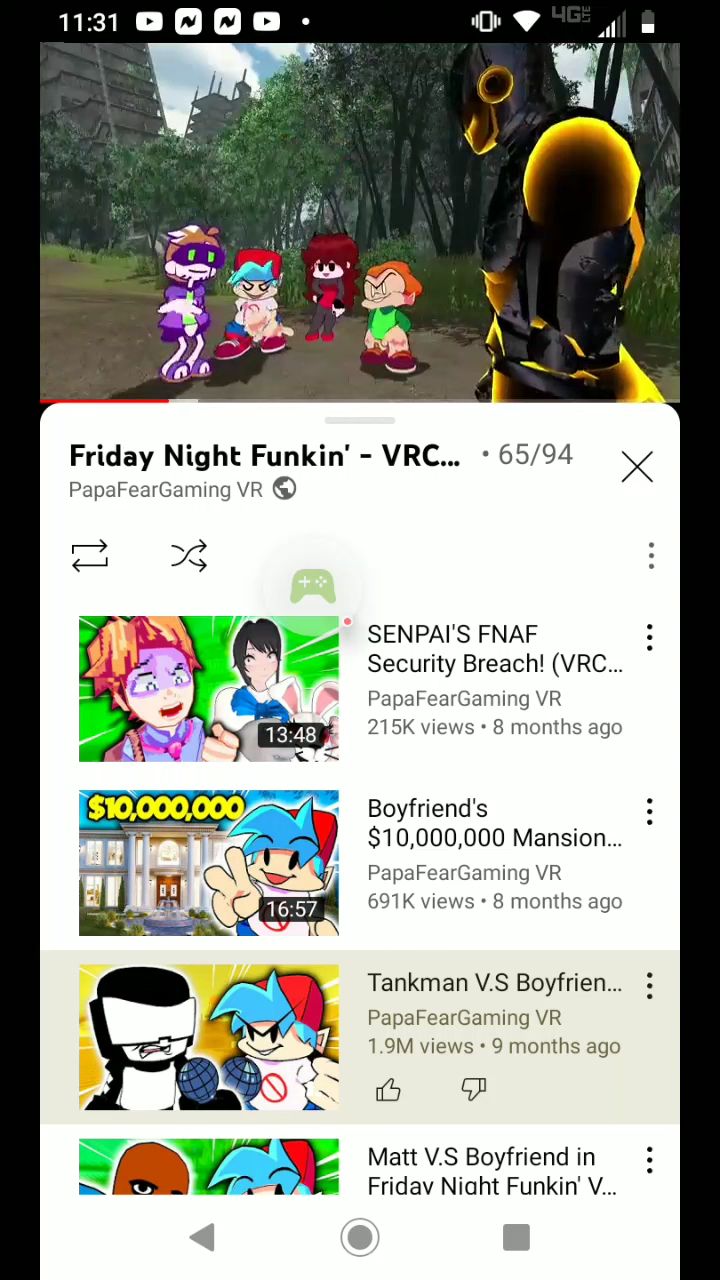 11:31
4G LTE
Friday Night Funkin' - VRC... • 65/94
PapaFearGaming VR
SENPAI'S FNAF
Security Breach! (VRC...
PapaFearGaming VR
215K views • 8 months ago
13:48
$10,000,000
Boyfriend's
$10,000,000 Mansion...
PapaFearGaming VR
691K views • 8 months ago
16:57
Tankman V.S Boyfrien...
PapaFearGaming VR
1.9M views • 9 months ago
Matt V.S Boyfriend in
Friday Night Funkin' V...